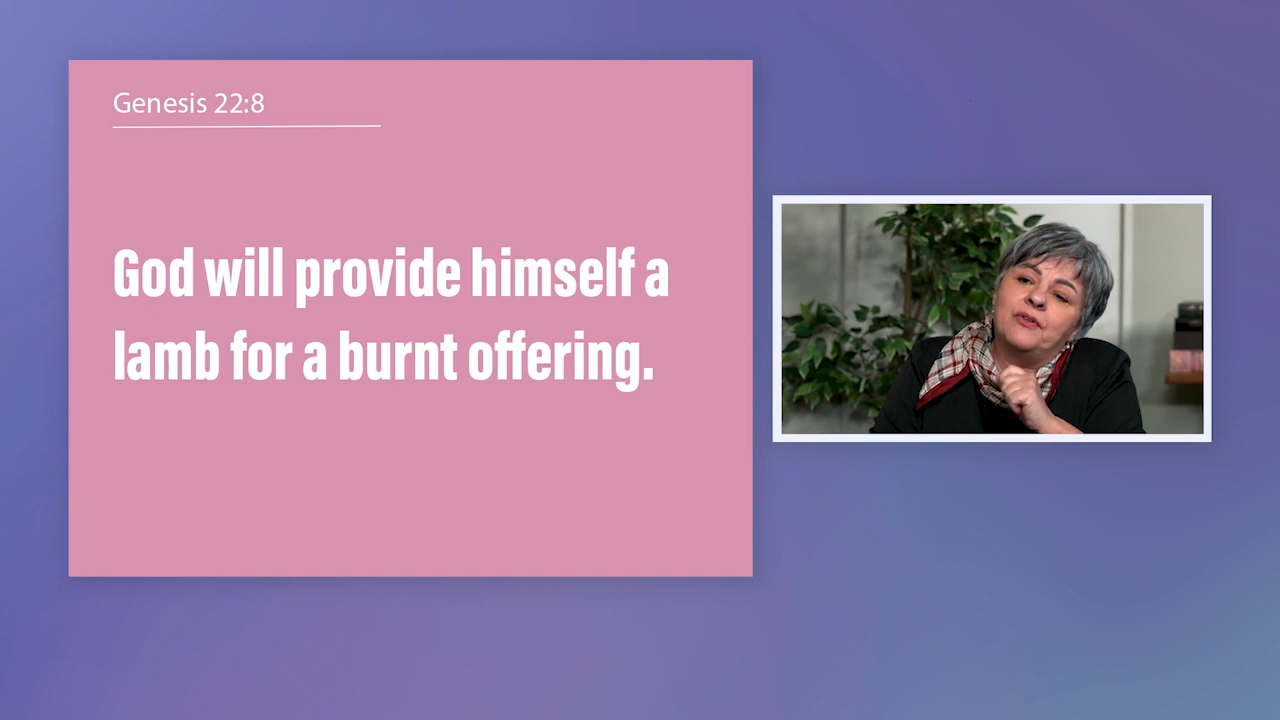 Genesis 22:8
God will provide himself a
lamb for a burnt offering.